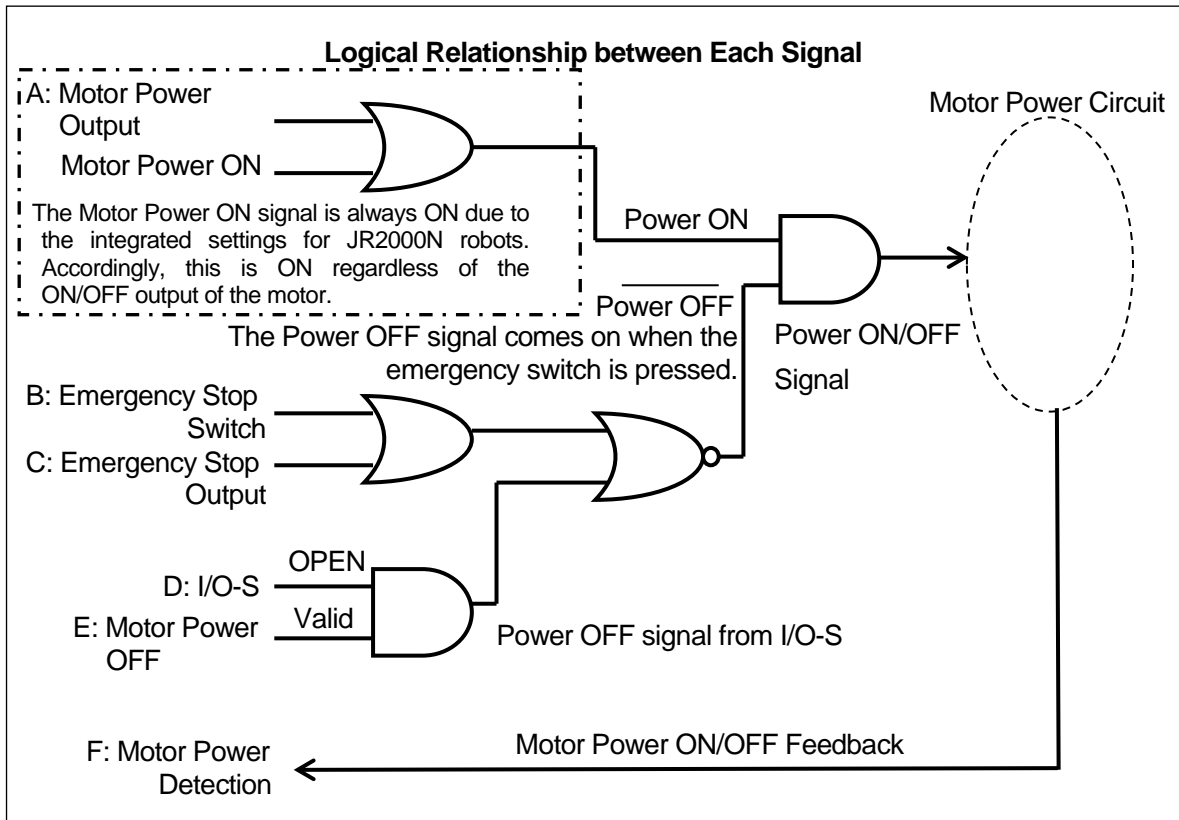 Logical Relationship between Each Signal
A: Motor Power
Output
Motor Power ON
The Motor Power ON signal is always ON due to
the integrated settings for JR2000N robots.
Accordingly, this is ON regardless of the
ON/OFF output of the motor.
Motor Power Circuit
Power ON
Power OFF
The Power OFF signal comes on when the
emergency switch is pressed.
Power ON/OFF
Signal
B: Emergency Stop
Switch
C: Emergency Stop
Output
OPEN
D: I/O-S
Valid
E: Motor Power
OFF
Power OFF signal from I/O-S
Motor Power ON/OFF Feedback
F: Motor Power
Detection